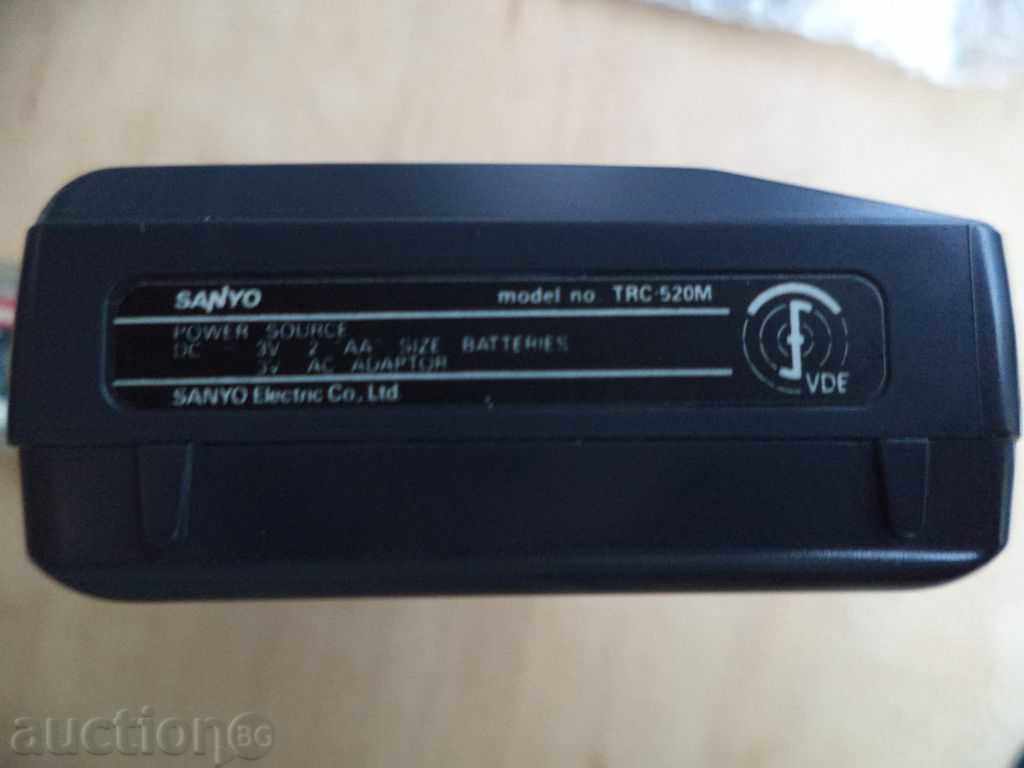 SANYO model no TRC-520M
POWER SOURCE
DC 3V 2 "AA" SIZE BATTERIES
3V AC ADAPTOR
SANYO Electric Co., Ltd.
VDE
auctionBG